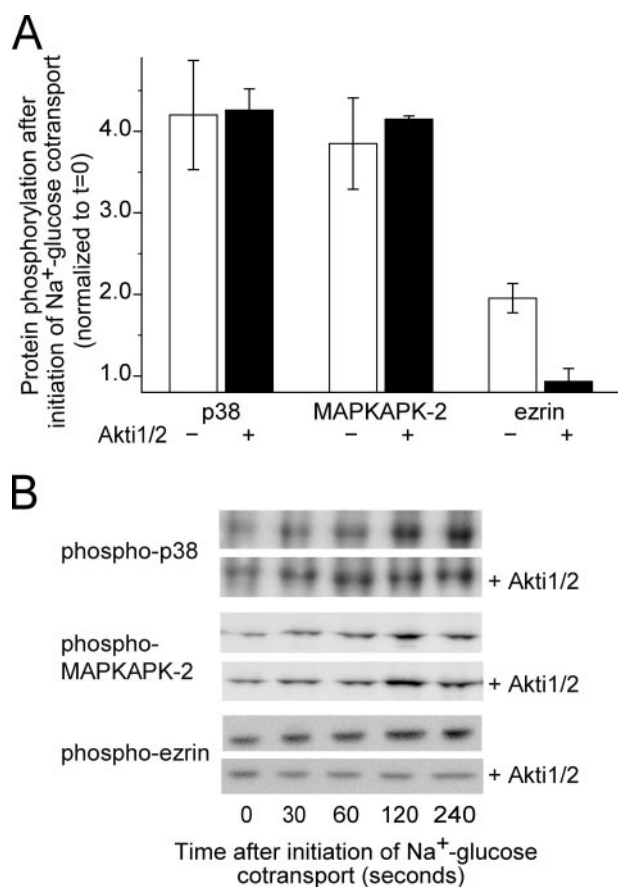 A
Protein phosphorylation after
initiation of Na+-glucose cotransport
(normalized to t=0)
4.0
3.0
2.0
1.0
p38 MAPKAPK-2 ezrin
Akti1/2 – + – + – +
B
phospho-p38
+ Akti1/2
phospho-
MAPKAPK-2
+ Akti1/2
phospho-ezrin
+ Akti1/2
0 30 60 120 240
Time after initiation of Na+-glucose
cotransport (seconds)